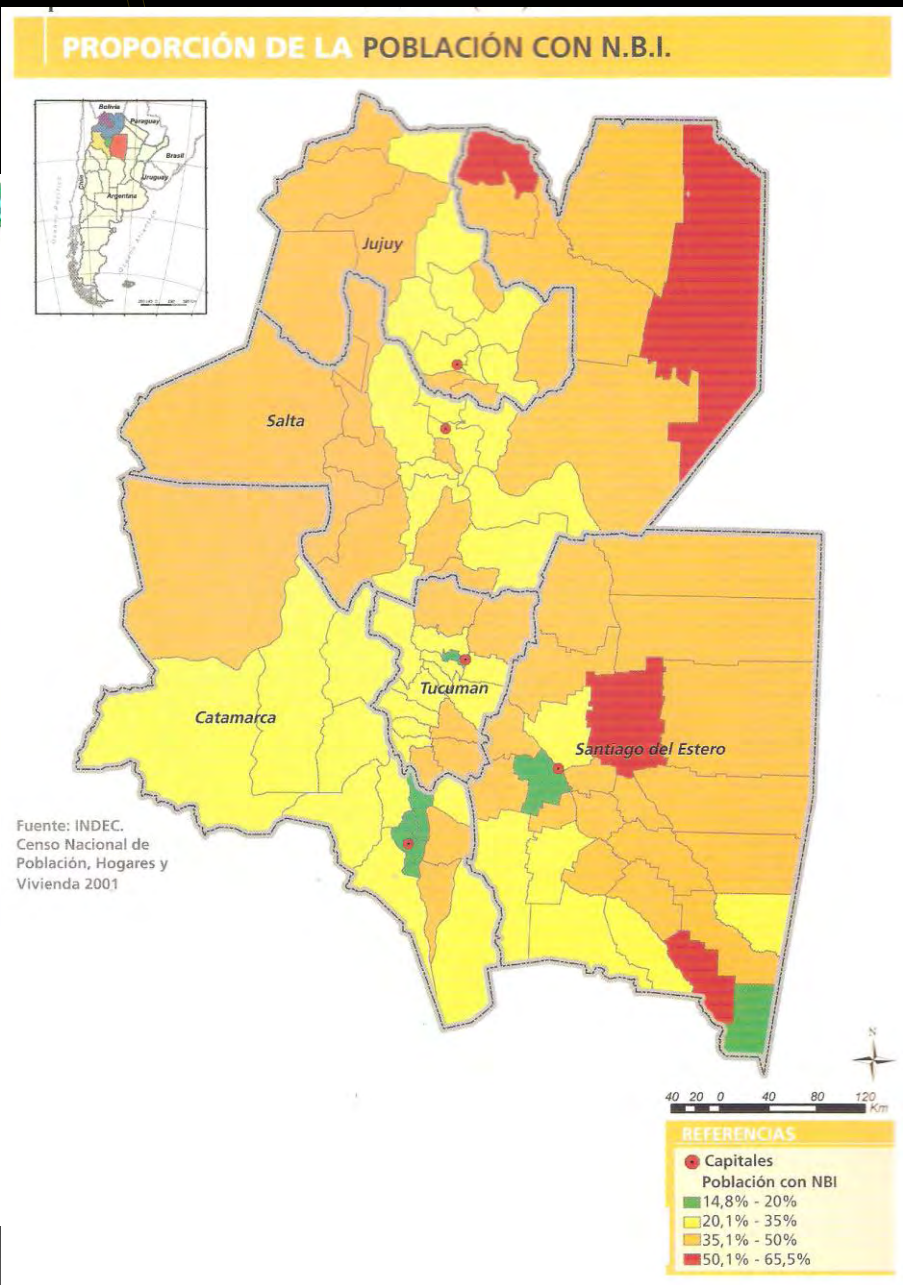 PROPORCIÓN DE LA POBLACIÓN CON N.B.I.
Bolivia
Paraguay
Brasil
Chile
Uruguay
Argentina
Jujuy
Salta
Catamarca
Tucuman
Santiago del Estero
Fuente: INDEC.
Censo Nacional de
Población, Hogares y
Vivienda 2001
N
40 20 0 40 80 120
Km
REFERENCIAS
Capitales
Población con NBI
14,8% - 20%
20,1% - 35%
35,1% - 50%
50,1% - 65,5%